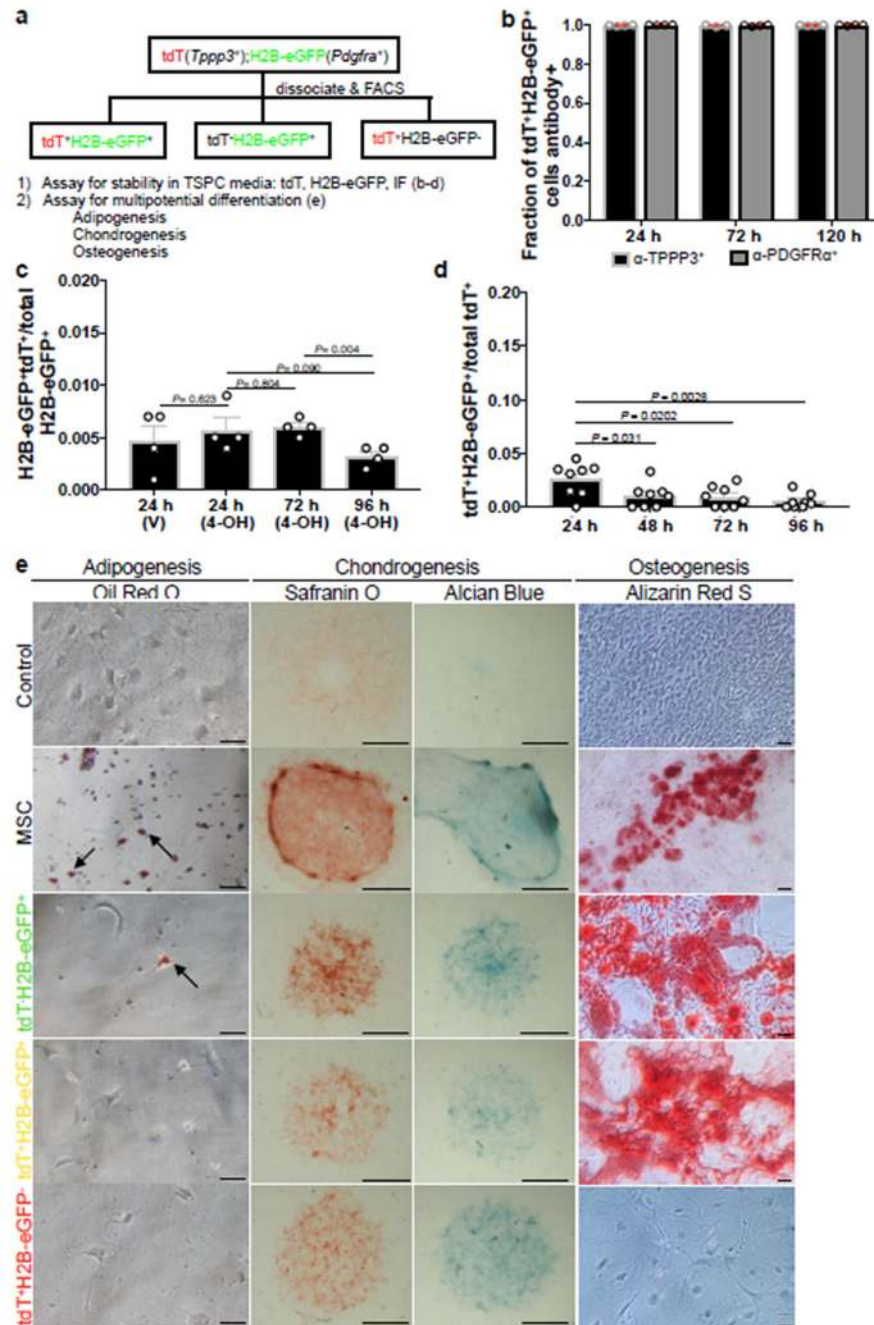 a
tdT(Tppp3⁺);H2B-eGFP(Pdgfra⁺)
dissociate & FACS
tdT⁺H2B-eGFP⁺
tdT⁻H2B-eGFP⁺
tdT⁺H2B-eGFP⁻
1) Assay for stability in TSPC media: tdT, H2B-eGFP, IF (b-d)
2) Assay for multipotential differentiation (e)
Adipogenesis
Chondrogenesis
Osteogenesis
b
Fraction of tdT⁺H2B-eGFP⁺
cells antibody+
1.0
0.8
0.6
0.4
0.2
0.0
24 h
72 h
120 h
α-TPPP3⁺
α-PDGFRα⁺
c
H2B-eGFP⁺tdT⁺/total
H2B-eGFP⁺
0.020
0.015
0.010
0.005
0.000
P= 0.004
P= 0.090
P= 0.804
P= 0.623
24 h
(V)
24 h
(4-OH)
72 h
(4-OH)
96 h
(4-OH)
d
tdT⁺H2B-eGFP⁺/total tdT⁺
0.20
0.15
0.10
0.05
0.00
P = 0.0028
P = 0.0202
P = 0.031
24 h
48 h
72 h
96 h
e
Adipogenesis
Chondrogenesis
Osteogenesis
Oil Red O
Safranin O
Alcian Blue
Alizarin Red S
Control
MSC
tdT⁻H2B-eGFP⁺
tdT⁺H2B-eGFP⁺
tdT⁺H2B-eGFP⁻